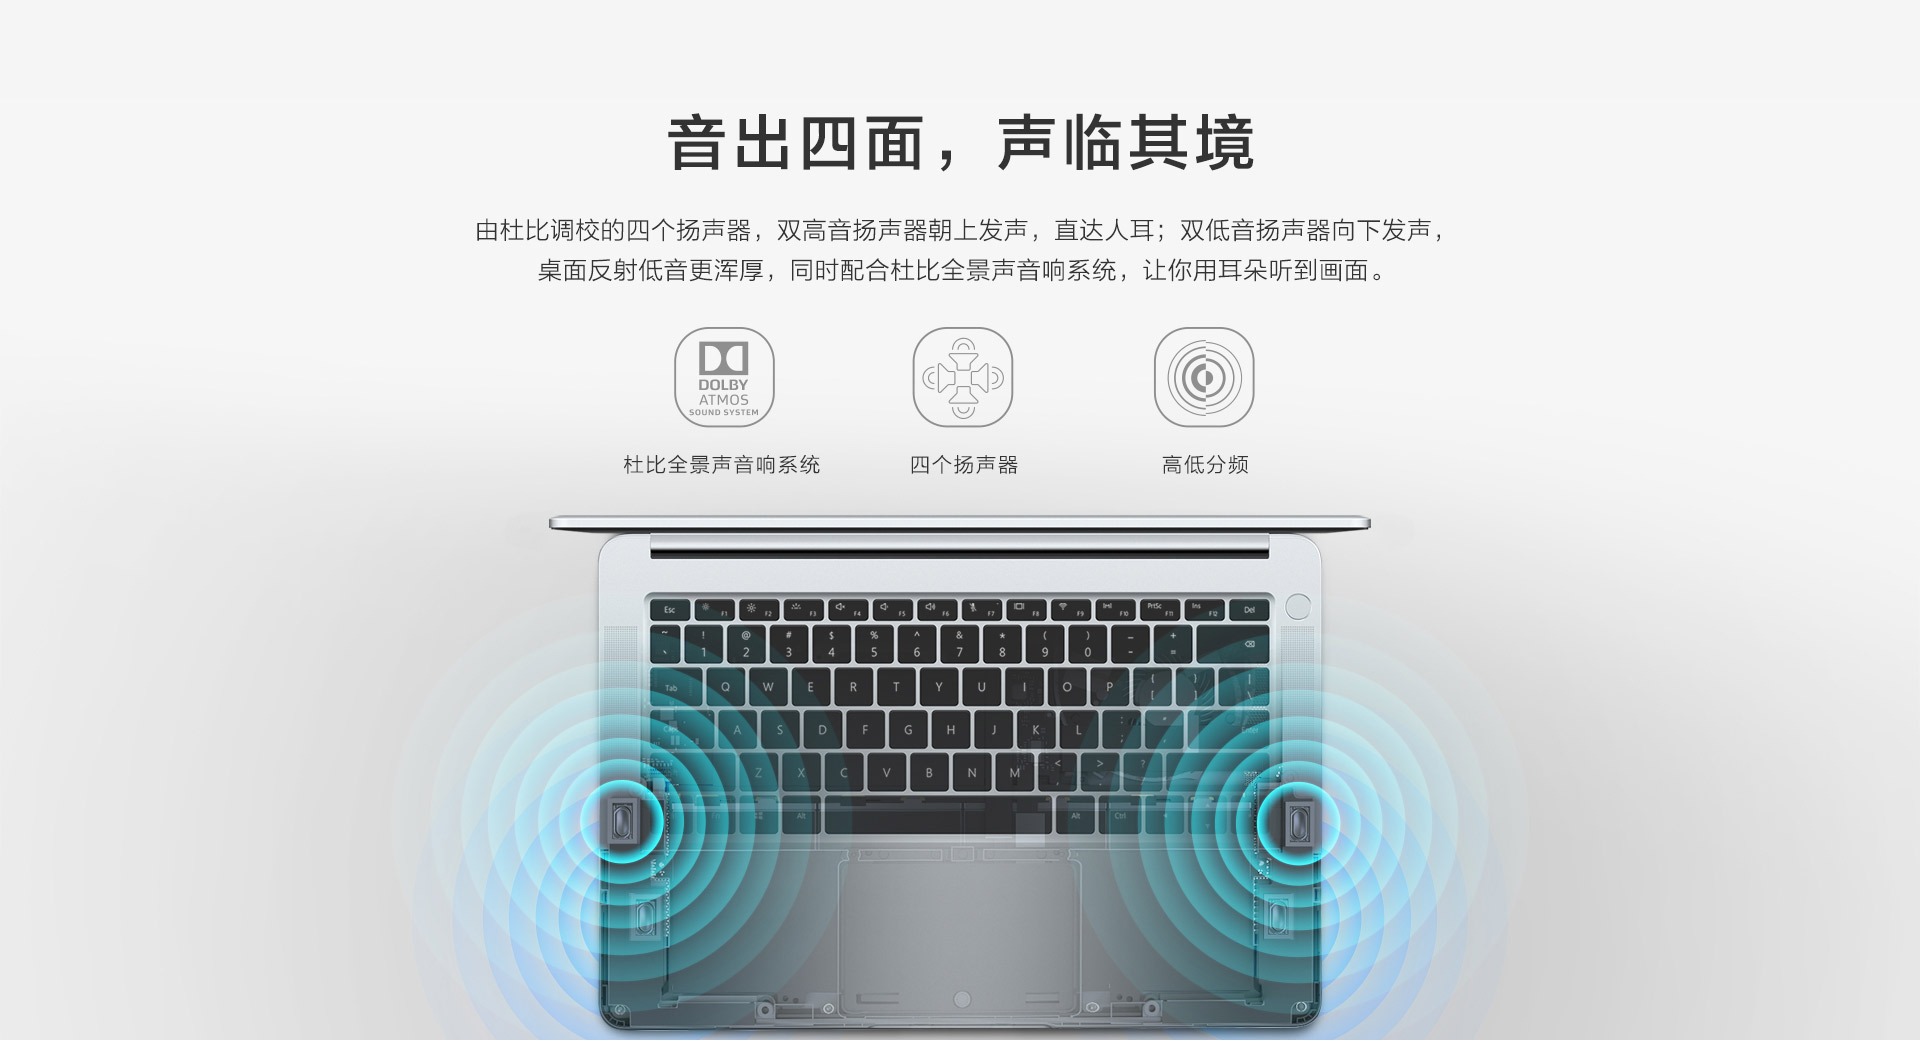 音出四面，声临其境
由杜比调校的四个扬声器，双高音扬声器朝上发声，直达人耳；双低音扬声器向下发声，
桌面反射低音更浑厚，同时配合杜比全景声音响系统，让你用耳朵听到画面。
DOLBY
ATMOS
SOUND SYSTEM
杜比全景声音响系统 四个扬声器 高低分频
Esc F1 F2 F3 F4 F5 F6 F7 F8 F9 F10 PrtSc F11 Ins F12 Del
~ ! @ # $ % ^ & * ( ) _ +
` 1 2 3 4 5 6 7 8 9 0 - =
Tab Q W E R T Y U I O P { [ } ] | \
A S D F G H J K L : ; " ' Enter
Z X C V B N M < , > . ?
Alt Alt Ctrl